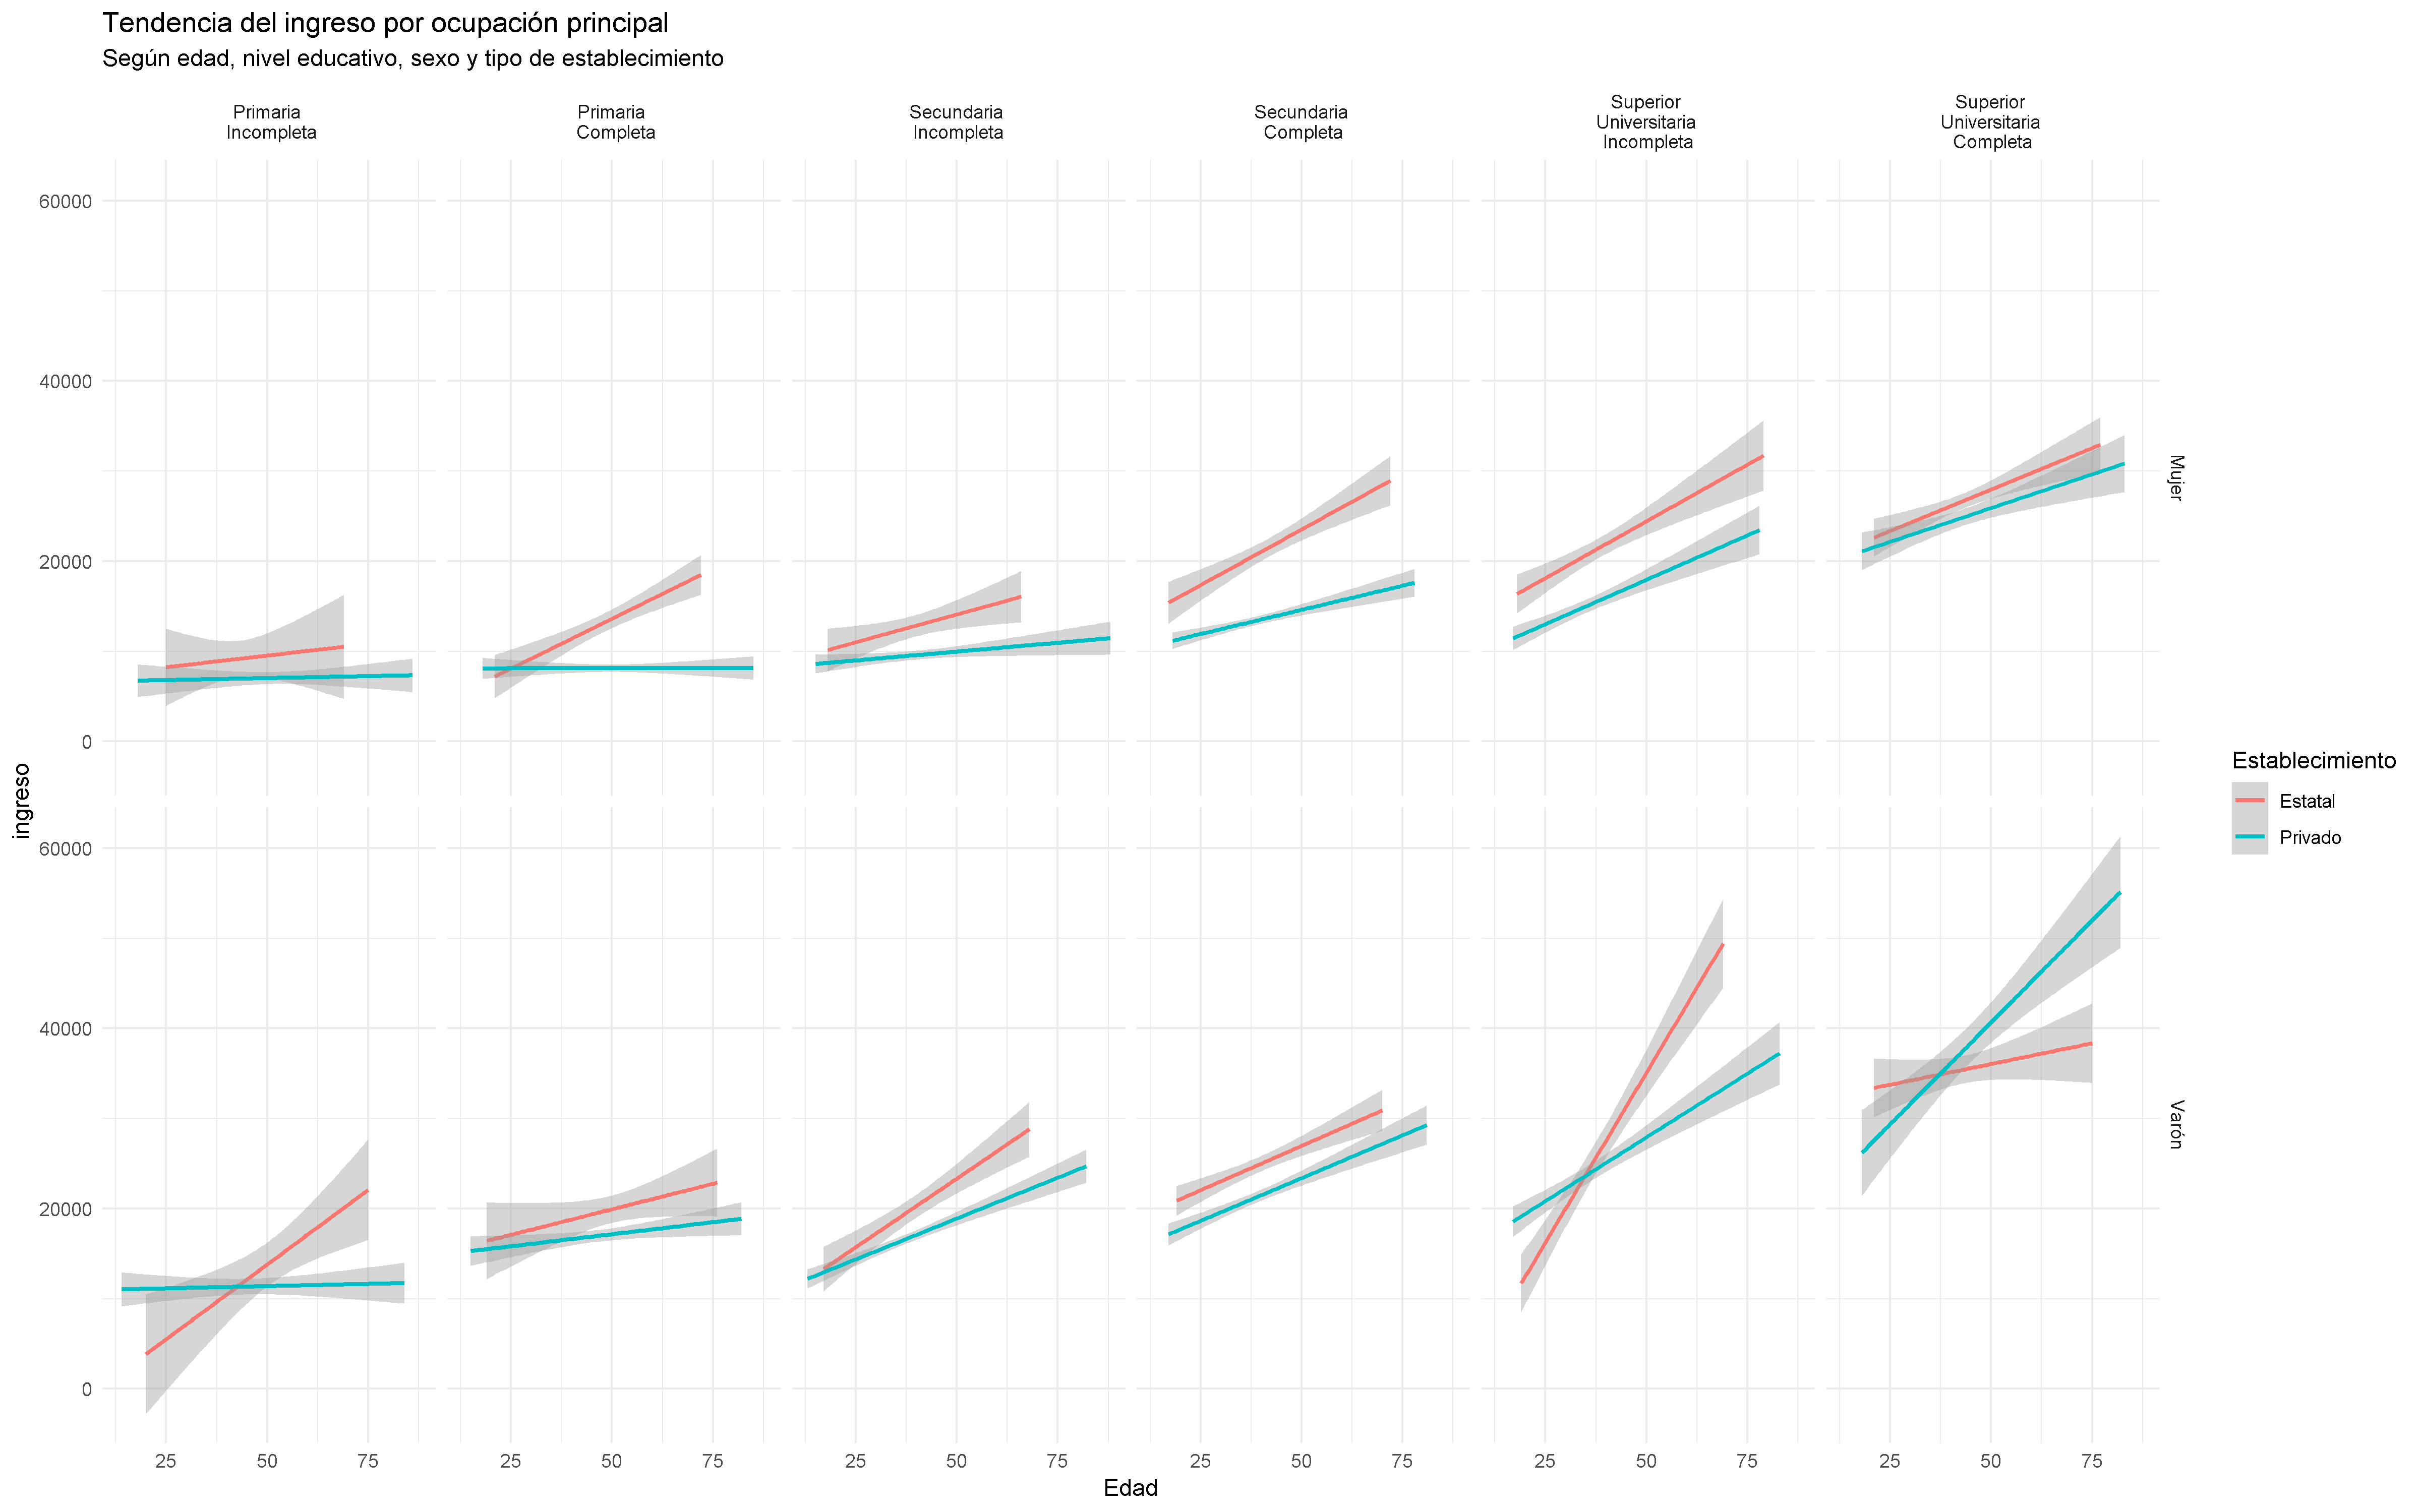 Tendencia del ingreso por ocupación principal
Según edad, nivel educativo, sexo y tipo de establecimiento
Primaria
Incompleta
Primaria
Completa
Secundaria
Incompleta
Secundaria
Completa
Superior
Universitaria
Incompleta
Superior
Universitaria
Completa
60000
40000
20000
0
Mujer
ingreso
60000
40000
20000
0
Varón
25 50 75 25 50 75 25 50 75 25 50 75 25 50 75 25 50 75
Edad
Establecimiento
Estatal
Privado